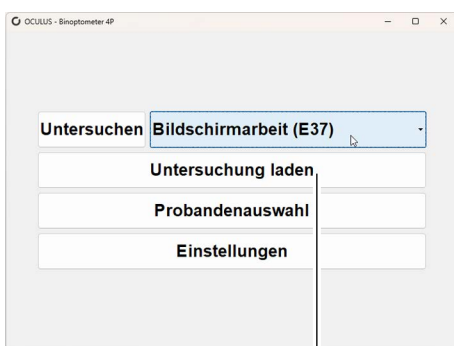 OCULUS - Binoptometer 4P
Untersuchen Bildschirmarbeit (E37)
Untersuchung laden
Probandenauswahl
Einstellungen